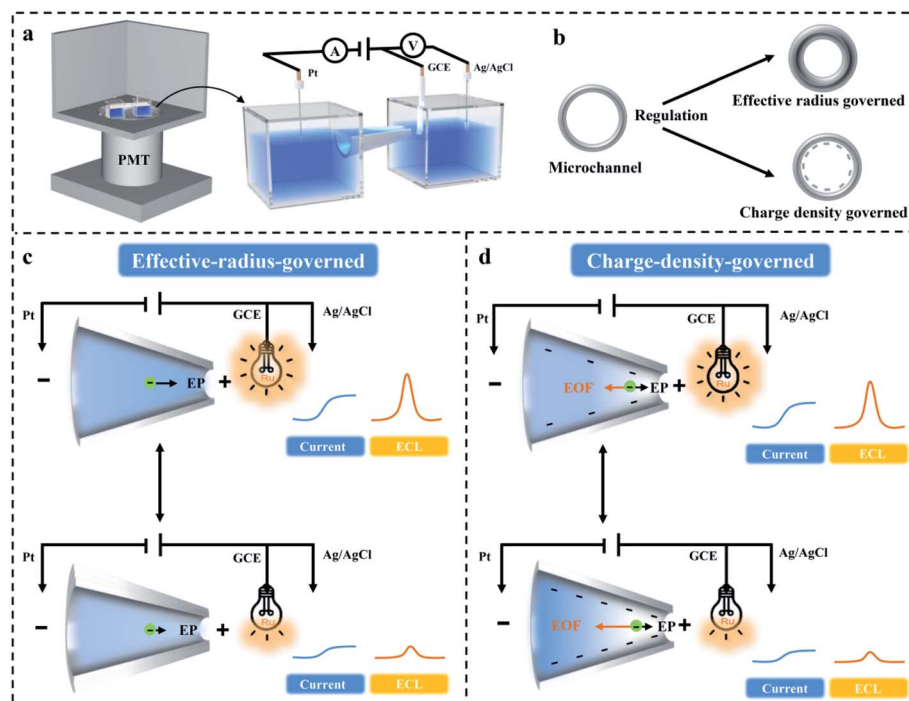 a
A
V
Pt
GCE
Ag/AgCl
PMT
b
Microchannel
Regulation
Effective radius governed
Charge density governed
c
Effective-radius-governed
Pt
GCE
Ag/AgCl
−
- EP
+
Ru
Current
ECL
Pt
GCE
Ag/AgCl
−
- EP
+
Ru
Current
ECL
d
Charge-density-governed
Pt
GCE
Ag/AgCl
−
EOF - EP
+
Ru
Current
ECL
Pt
GCE
Ag/AgCl
−
EOF - EP
+
Ru
Current
ECL